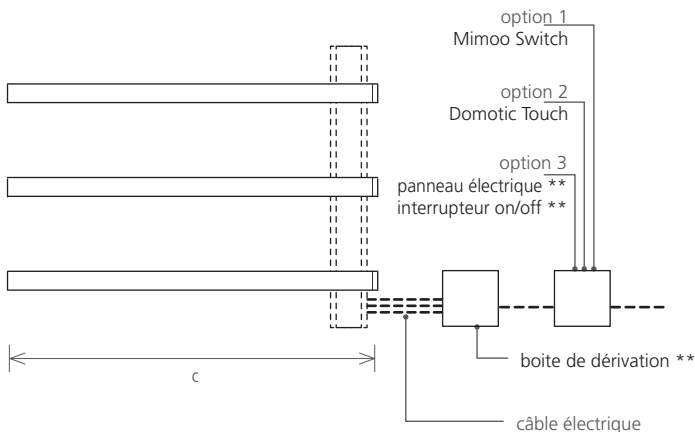 option 1
Mimoo Switch
option 2
Domotic Touch
option 3
panneau électrique **
interrupteur on/off **
c
boite de dérivation **
câble électrique